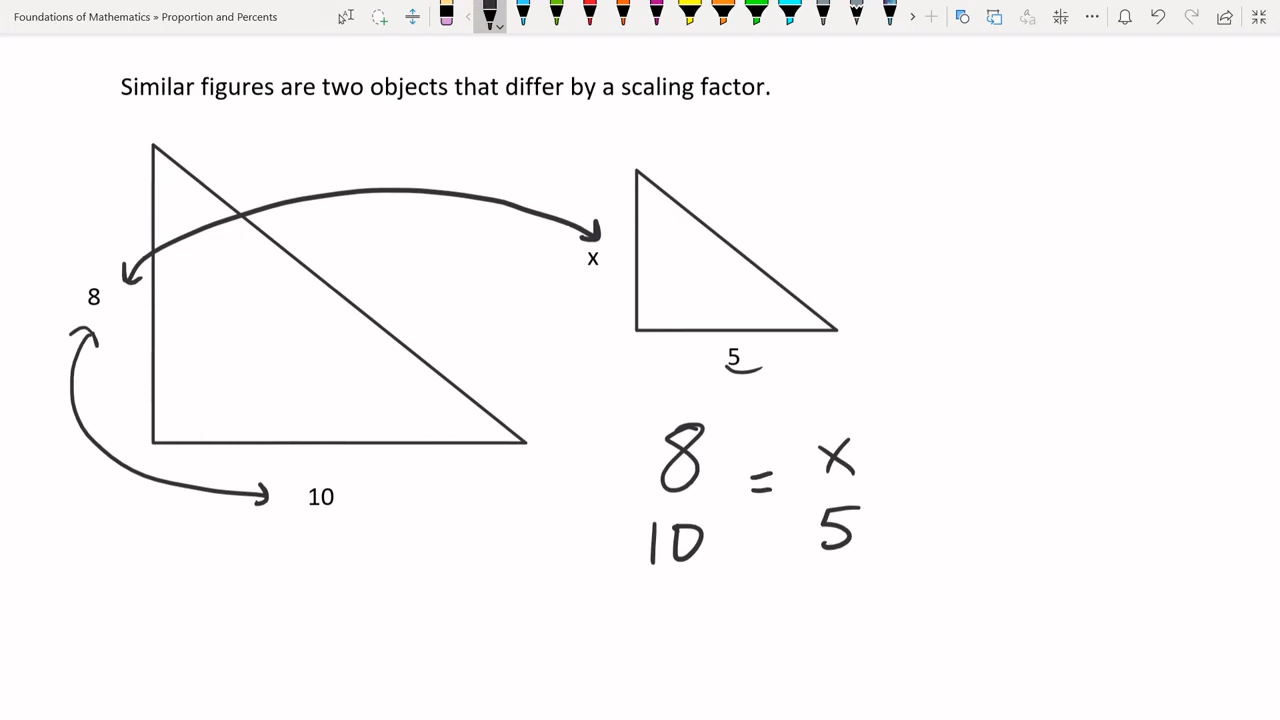 Foundations of Mathematics » Proportion and Percents
Similar figures are two objects that differ by a scaling factor.
x
8
5
10
8 = x
10 5